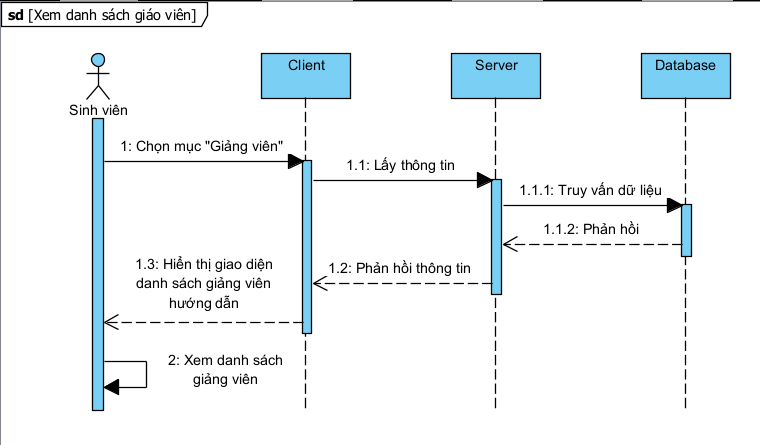 sd [Xem danh sách giáo viên]
Sinh viên
Client
Server
Database
1: Chọn mục "Giảng viên"
1.1: Lấy thông tin
1.1.1: Truy vấn dữ liệu
1.1.2: Phản hồi
1.2: Phản hồi thông tin
1.3: Hiển thị giao diện
danh sách giảng viên
hướng dẫn
2: Xem danh sách
giảng viên